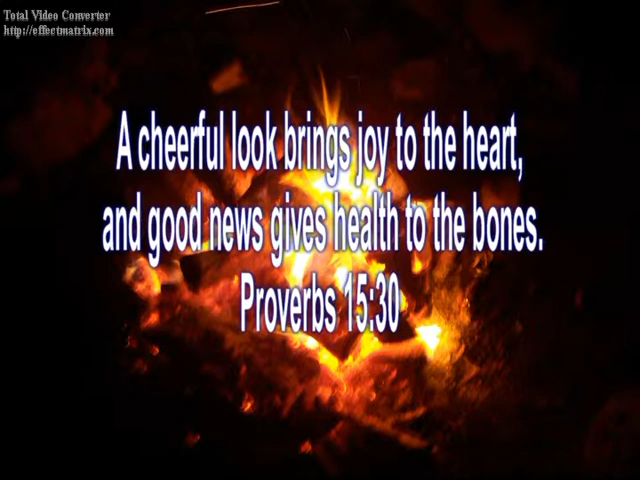 Total Video Converter
http://effectmatrix.com
A cheerful look brings joy to the heart,
and good news gives health to the bones.
Proverbs 15:30